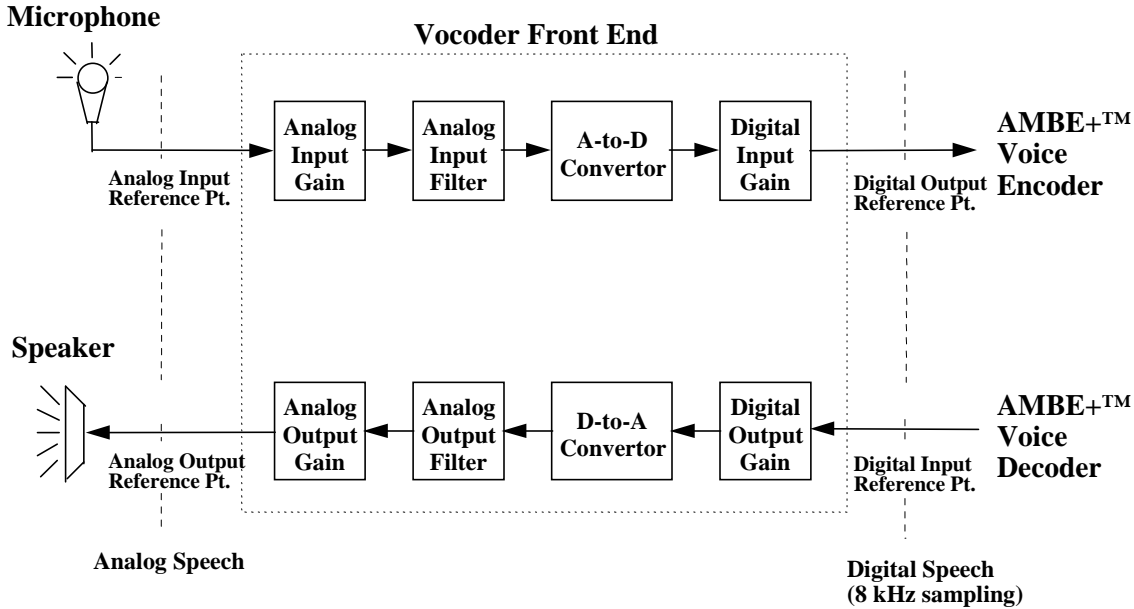 Microphone
Vocoder Front End
Analog
Input
Gain
Analog
Input
Filter
A-to-D
Convertor
Digital
Input
Gain
AMBE+™
Voice
Encoder
Analog Input
Reference Pt.
Digital Output
Reference Pt.
Speaker
Analog
Output
Gain
Analog
Output
Filter
D-to-A
Convertor
Digital
Output
Gain
AMBE+™
Voice
Decoder
Analog Output
Reference Pt.
Digital Input
Reference Pt.
Analog Speech
Digital Speech
(8 kHz sampling)